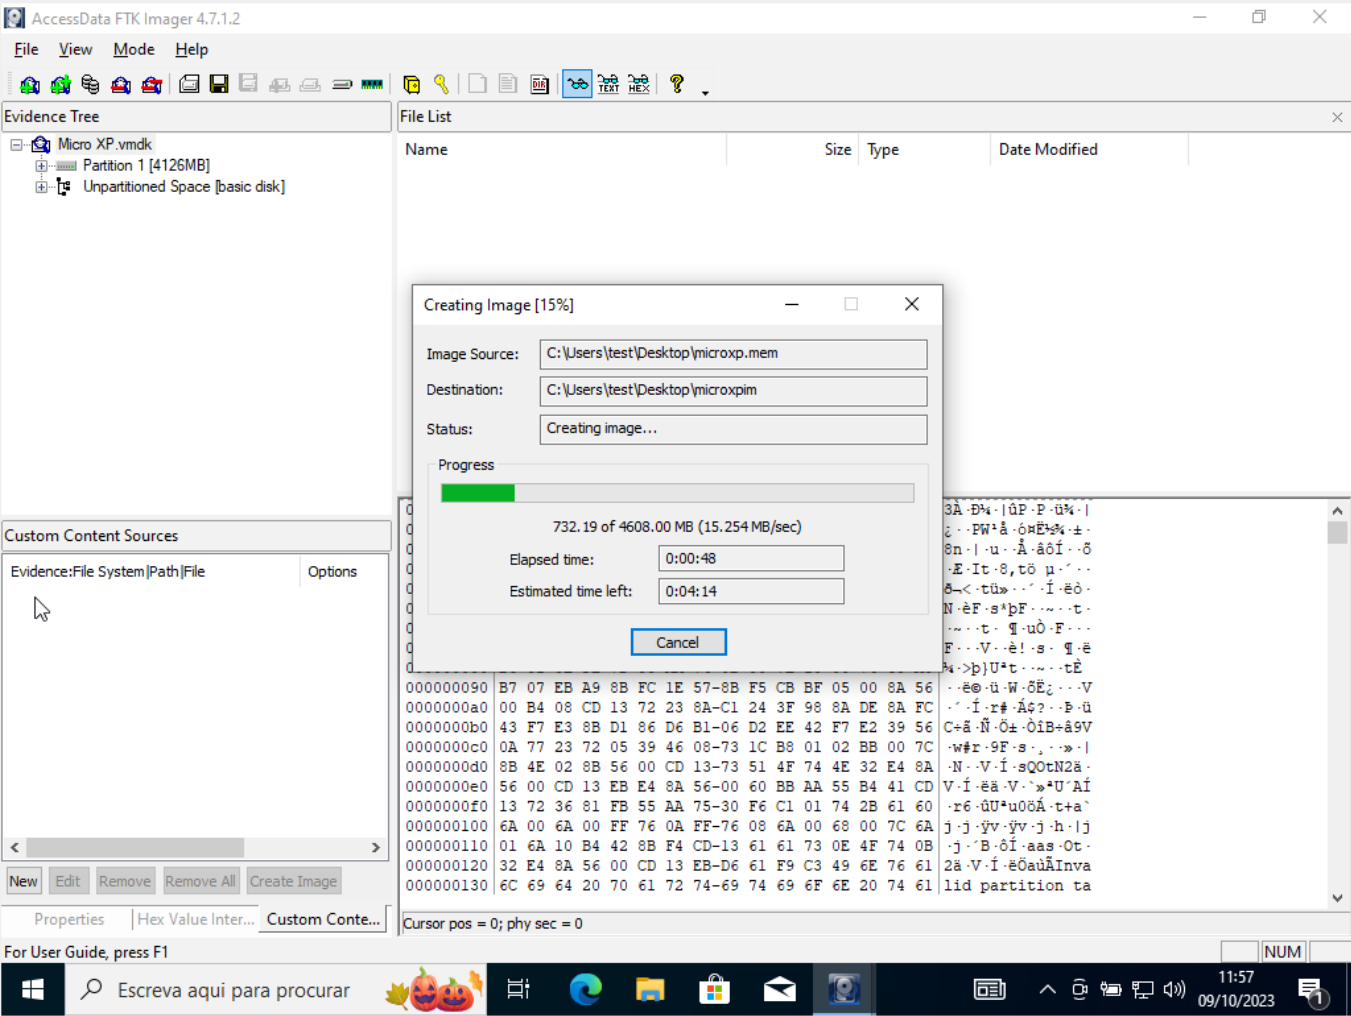 AccessData FTK Imager 4.7.1.2
File View Mode Help
TEXT HEX
Evidence Tree
Micro XP.vmdk
Partition 1 [4126MB]
Unpartitioned Space [basic disk]
File List
Name Size Type Date Modified
Creating Image [15%]
Image Source: C:\Users\test\Desktop\microxp.mem
Destination: C:\Users\test\Desktop\microxpim
Status: Creating image...
Progress
732.19 of 4608.00 MB (15.254 MB/sec)
Elapsed time: 0:00:48
Estimated time left: 0:04:14
Cancel
Custom Content Sources
Evidence:File System|Path|File Options
New Edit Remove Remove All Create Image
Properties Hex Value Inter... Custom Conte...
000000090 B7 07 EB A9 8B FC 1E 57-8B F5 CB BF 05 00 8A 56
0000000a0 00 B4 08 CD 13 72 23 8A-C1 24 3F 98 8A DE 8A FC
0000000b0 43 F7 E3 8B D1 86 D6 B1-06 D2 EE 42 F7 E2 39 56
0000000c0 0A 77 23 72 05 39 46 08-73 1C B8 01 02 BB 00 7C
0000000d0 8B 4E 02 8B 56 00 CD 13-73 51 4F 74 4E 32 E4 8A
0000000e0 56 00 CD 13 EB E4 8A 56-00 60 BB AA 55 B4 41 CD
0000000f0 13 72 36 81 FB 55 AA 75-30 F6 C1 01 74 2B 61 60
000000100 6A 00 6A 00 FF 76 0A FF-76 08 6A 00 68 00 7C 6A
000000110 01 6A 10 B4 42 8B F4 CD-13 61 61 73 0E 4F 74 0B
000000120 32 E4 8A 56 00 CD 13 EB-D6 61 F9 C3 49 6E 76 61
000000130 6C 69 64 20 70 61 72 74-69 74 69 6F 6E 20 74 61 lid partition ta
Cursor pos = 0; phy sec = 0
For User Guide, press F1
NUM
Escreva aqui para procurar
11:57
09/10/2023
1